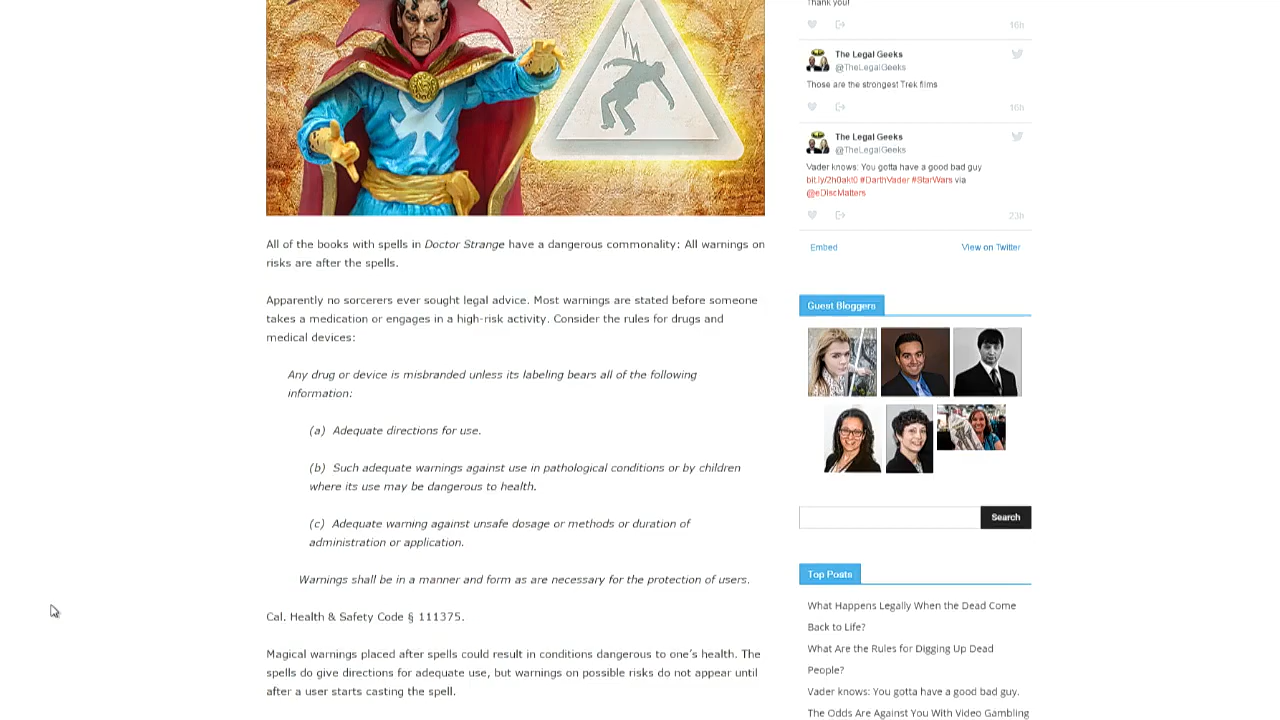 All of the books with spells in Doctor Strange have a dangerous commonality: All warnings on
risks are after the spells.
Apparently no sorcerers ever sought legal advice. Most warnings are stated before someone
takes a medication or engages in a high-risk activity. Consider the rules for drugs and
medical devices:
Any drug or device is misbranded unless its labeling bears all of the following
information:
(a) Adequate directions for use.
(b) Such adequate warnings against use in pathological conditions or by children
where its use may be dangerous to health.
(c) Adequate warning against unsafe dosage or methods or duration of
administration or application.
Warnings shall be in a manner and form as are necessary for the protection of users.
Cal. Health & Safety Code § 111375.
Magical warnings placed after spells could result in conditions dangerous to one's health. The
spells do give directions for adequate use, but warnings on possible risks do not appear until
after a user starts casting the spell.
Thank you!
16h
The Legal Geeks
@TheLegalGeeks
Those are the strongest Trek films
16h
The Legal Geeks
@TheLegalGeeks
Vader knows: You gotta have a good bad guy
bit.ly/2h0akt0 #DarthVader #StarWars via
@eDiscMatters
23h
Embed
View on Twitter
Guest Bloggers
Search
Top Posts
What Happens Legally When the Dead Come
Back to Life?
What Are the Rules for Digging Up Dead
People?
Vader knows: You gotta have a good bad guy.
The Odds Are Against You With Video Gambling